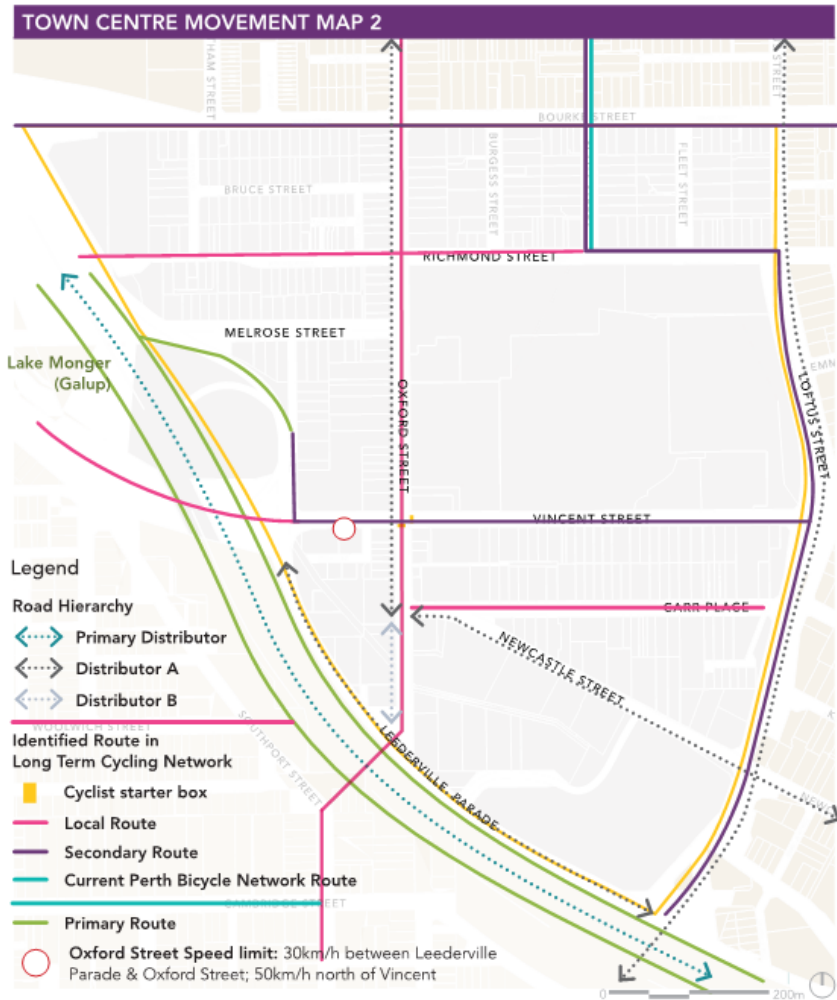 TOWN CENTRE MOVEMENT MAP 2
HAM STREET
STREET
BOURKE STREET
BRUCE STREET
BURGESS STREET
FLEET STREET
RICHMOND STREET
MELROSE STREET
Lake Monger
(Galup)
OXFORD STREET
LOFTUS STREET
EMM
VINCENT STREET
CARR PLACE
NEWCASTLE STREET
LEEDERVILLE PARADE
SOUTHPORT STREET
NEW
Legend
Road Hierarchy
Primary Distributor
Distributor A
Distributor B
WOOLWICH STREET
Identified Route in
Long Term Cycling Network
Cyclist starter box
Local Route
Secondary Route
Current Perth Bicycle Network Route
CAMBRIDGE STREET
Primary Route
Oxford Street Speed limit: 30km/h between Leederville
Parade & Oxford Street; 50km/h north of Vincent
0 200m